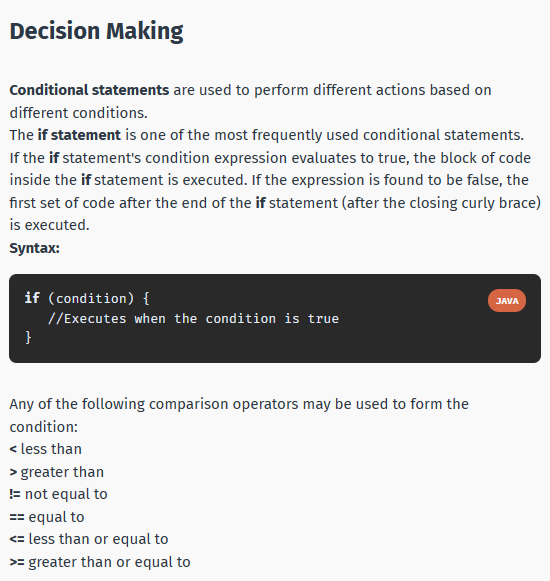 Decision Making
Conditional statements are used to perform different actions based on
different conditions.
The if statement is one of the most frequently used conditional statements.
If the if statement's condition expression evaluates to true, the block of code
inside the if statement is executed. If the expression is found to be false, the
first set of code after the end of the if statement (after the closing curly brace)
is executed.
Syntax:
if (condition) {
JAVA
//Executes when the condition is true
}
Any of the following comparison operators may be used to form the
condition:
< less than
> greater than
!= not equal to
== equal to
<= less than or equal to
>= greater than or equal to